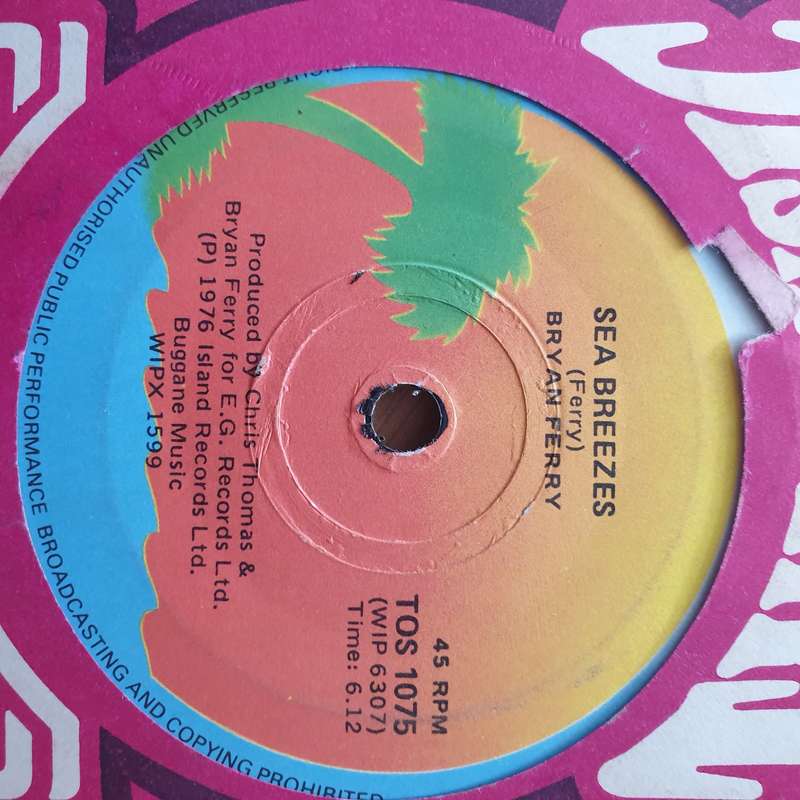 SEA BREEZES
(Ferry)
BRYAN FERRY
45 RPM
TOS 1075
(WIP 6307)
Time: 6.12
Produced by Chris Thomas &
Bryan Ferry for E.G. Records Ltd.
(P) 1976 Island Records Ltd.
Buggane Music
WIPX 1599
RIGHT RESERVED UNAUTHORISED PUBLIC PERFORMANCE BROADCASTING AND COPYING PROHIBITED